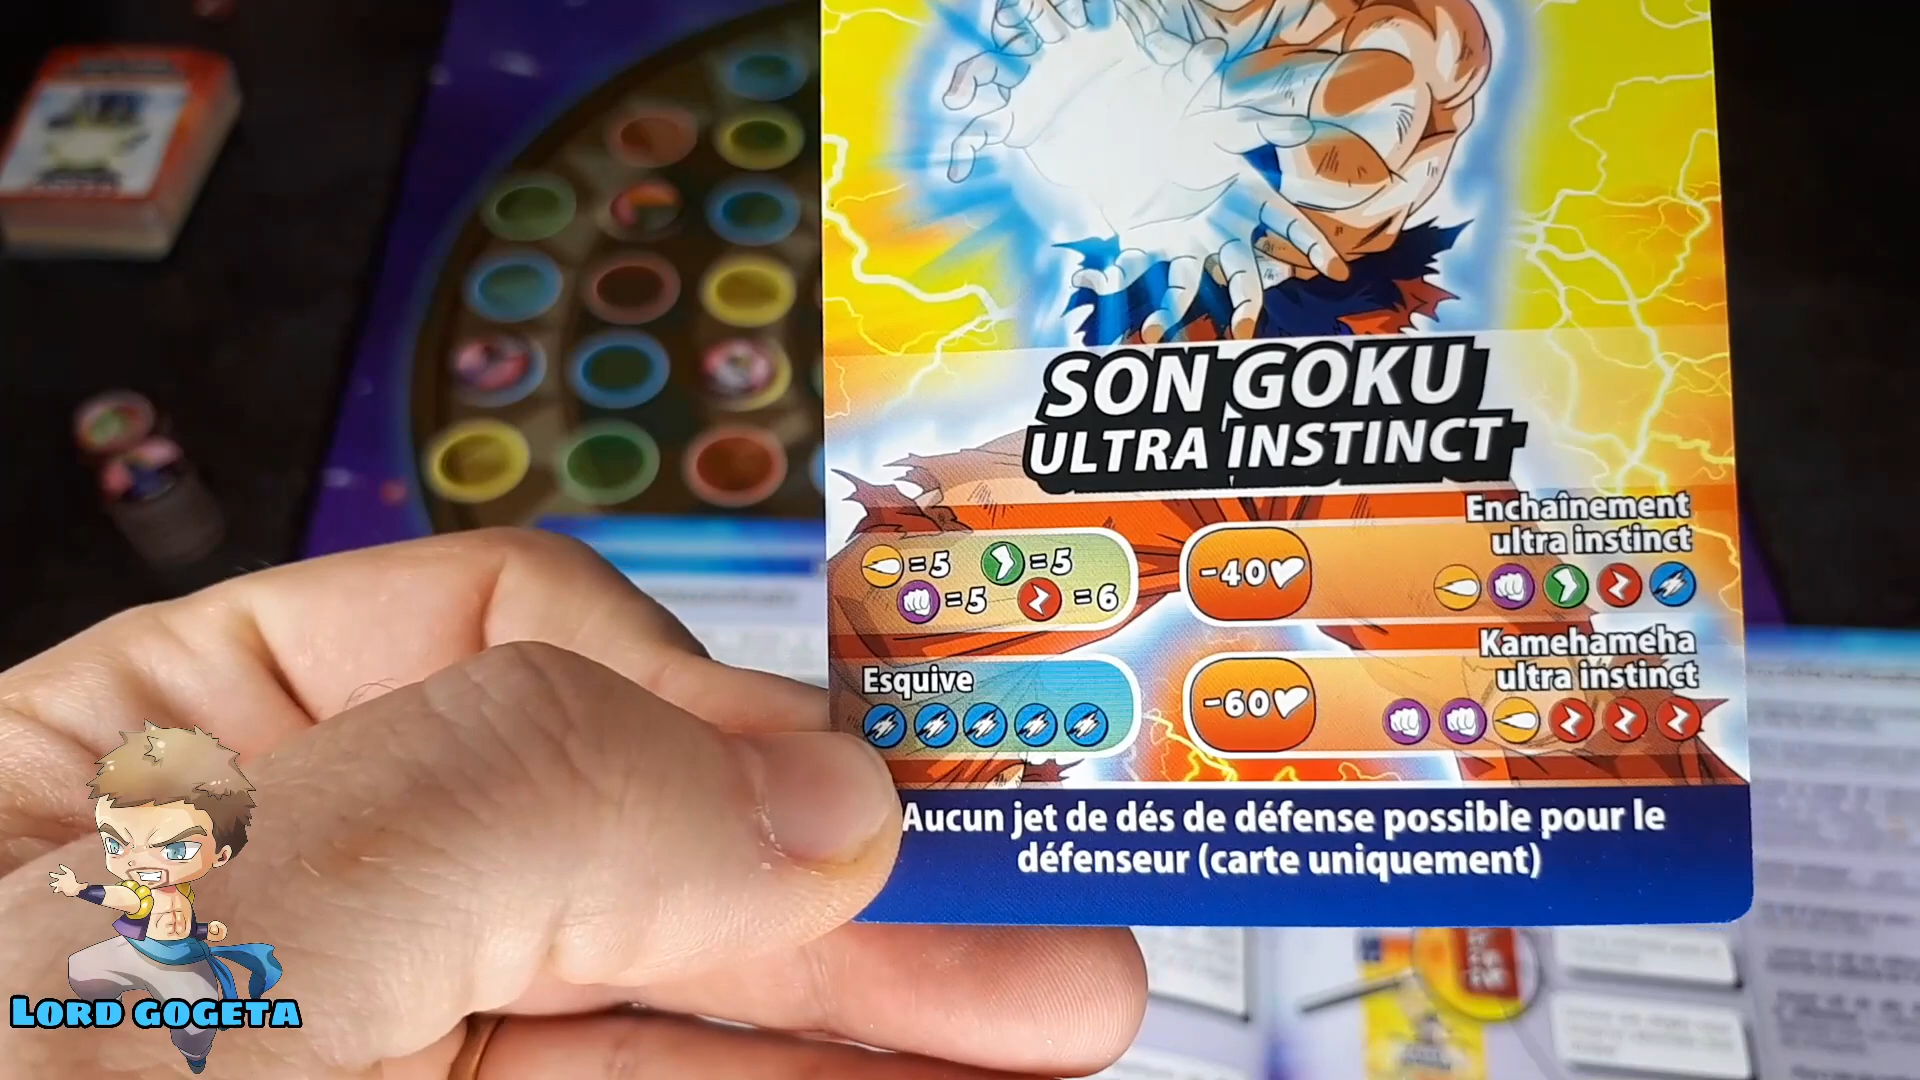 SON GOKU
ULTRA INSTINCT
Enchaînement
ultra instinct
=5 =5
=5 =6
-40
Kamehameha
ultra instinct
Esquive
-60
Aucun jet de dés de défense possible pour le
défenseur (carte uniquement)
LORD GOGETA